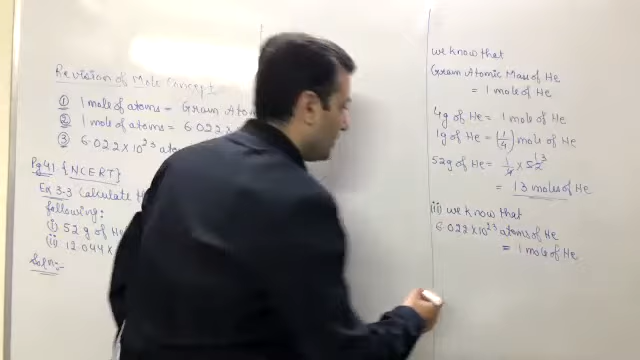 Revision of Mole Concept
① 1 mole of atoms = Gram Atom
② 1 mole of atoms = 6.022 x
③ 6.022 x 10²³ ato
Pg 41 {NCERT}
Ex 3.3 Calculate th
following:
(i) 52 g of He
(ii) 12.044 x
Soln:-
we know that
Gram Atomic Mass of He
= 1 mole of He
4g of He = 1 mole of He
1g of He = (1/4) mole of He
52g of He = 1/4 x 52 13
= 13 moles of He
(ii) we know that
6.022 x 10²³ atoms of He
= 1 mole of He